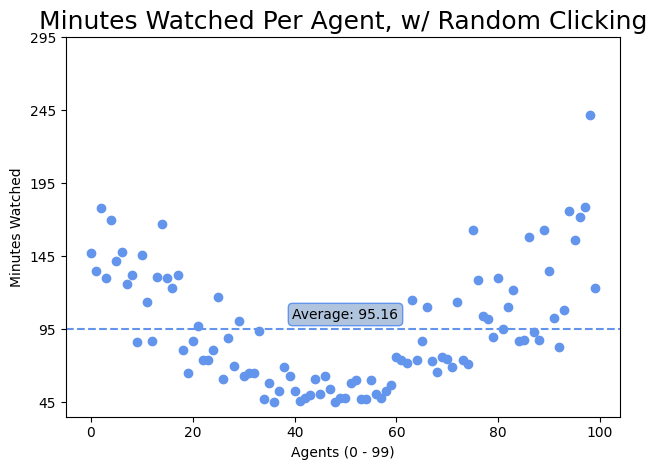 Minutes Watched Per Agent, w/ Random Clicking
295
245
195
145
95
45
Minutes Watched
Average: 95.16
0 20 40 60 80 100
Agents (0 - 99)